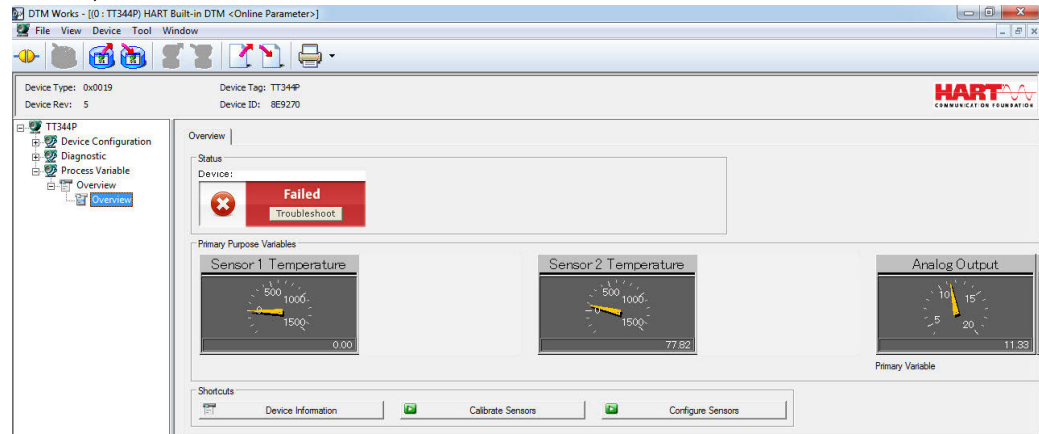 DTM Works - [(0 : TT344P) HART Built-in DTM <Online Parameter>]
File View Device Tool Window
Device Type: 0x0019 Device Tag: TT344P
Device Rev: 5 Device ID: 8E9270
HART
COMMUNICATION FOUNDATION
TT344P
Device Configuration
Diagnostic
Process Variable
Overview
Overview
Overview
Status
Device:
Failed
Troubleshoot
Primary Purpose Variables
Sensor 1 Temperature
0 500 1000 1500
0.00
Sensor 2 Temperature
0 500 1000 1500
77.82
Analog Output
5 10 15 20
11.33
Primary Variable
Shortcuts
Device Information Calibrate Sensors Configure Sensors